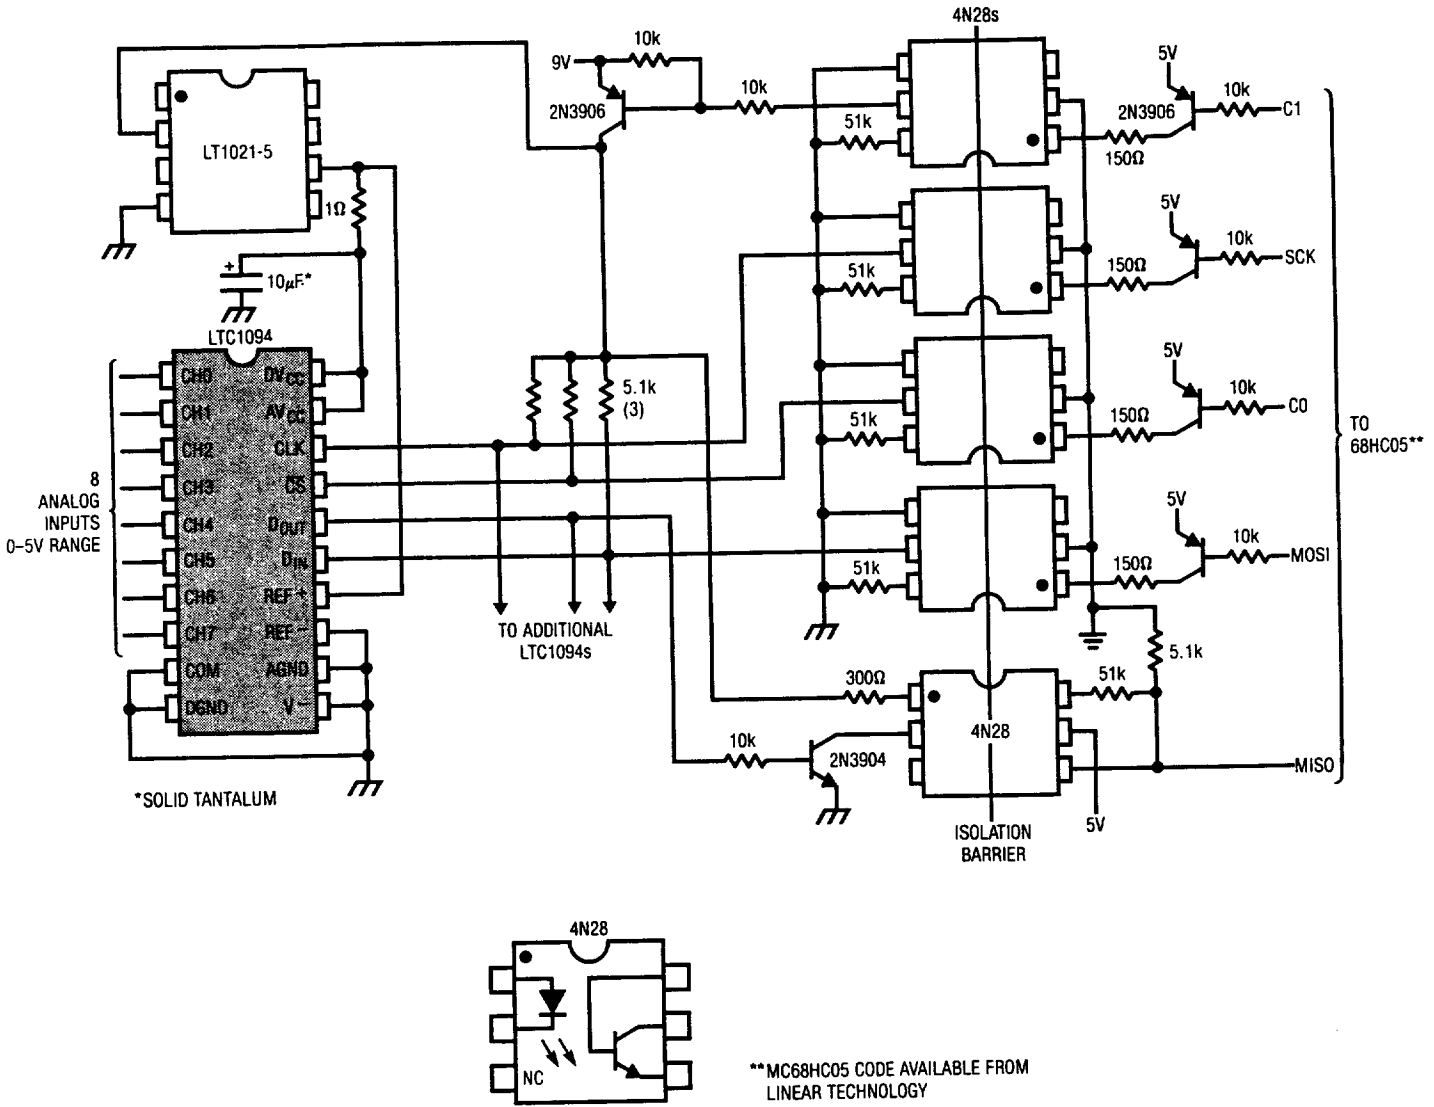 4N28s
9V
10k
2N3906
10k
5V
2N3906
10k
C1
51k
150Ω
LT1021-5
1Ω
+
10µF*
5V
10k
SCK
51k
150Ω
LTC1094
CH0
CH1
CH2
CH3
CH4
CH5
CH6
CH7
COM
DGND
DVCC
AVCC
CLK
CS
DOUT
DIN
REF+
REF−
AGND
V−
8
ANALOG
INPUTS
0–5V RANGE
5.1k
(3)
5V
10k
C0
51k
150Ω
TO
68HC05**
5V
10k
MOSI
51k
150Ω
TO ADDITIONAL
LTC1094s
5.1k
300Ω
51k
4N28
10k
2N3904
MISO
5V
*SOLID TANTALUM
ISOLATION
BARRIER
4N28
NC
**MC68HC05 CODE AVAILABLE FROM
LINEAR TECHNOLOGY